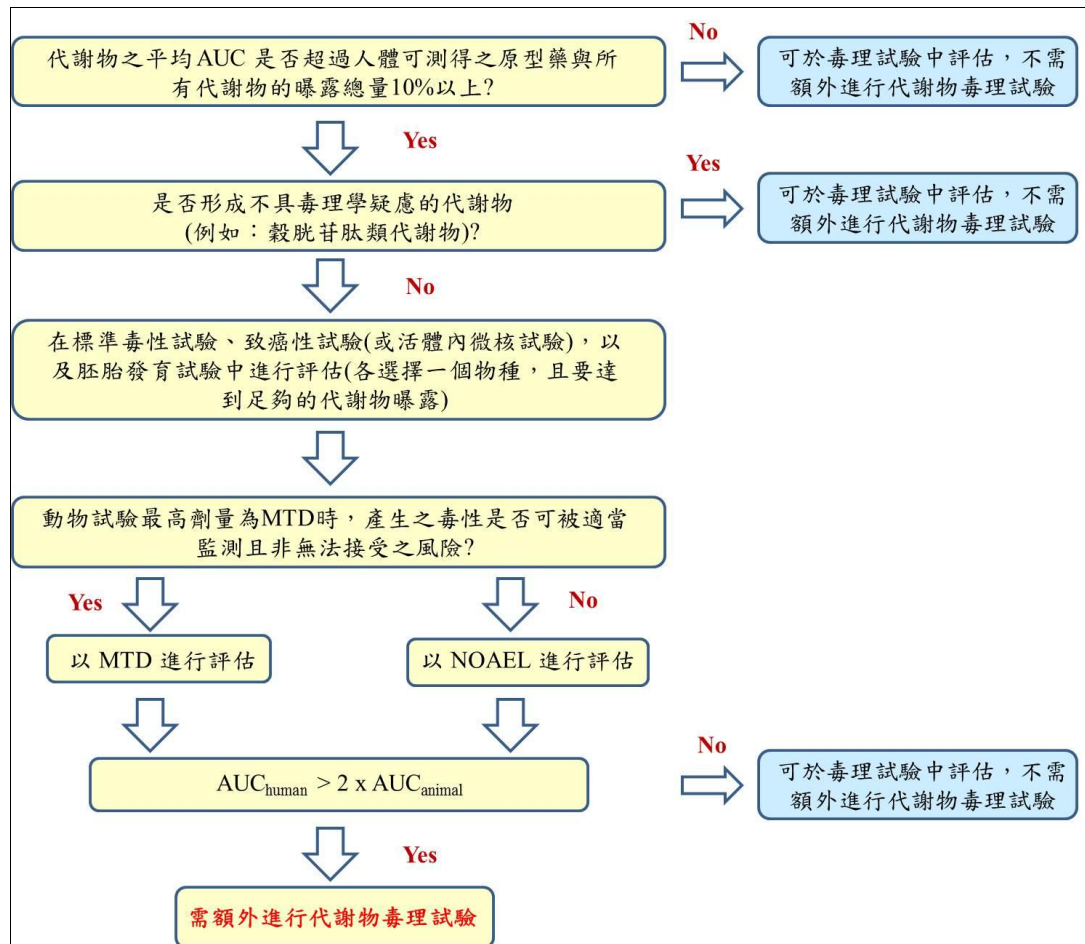 代謝物之平均AUC 是否超過人體可測得之原型藥與所
有代謝物的曝露總量10%以上?
No
可於毒理試驗中評估，不需
額外進行代謝物毒理試驗
Yes
是否形成不具毒理學疑慮的代謝物
(例如：穀胱苷肽類代謝物)?
Yes
可於毒理試驗中評估，不需
額外進行代謝物毒理試驗
No
在標準毒性試驗、致癌性試驗(或活體內微核試驗)，以
及胚胎發育試驗中進行評估(各選擇一個物種，且要達
到足夠的代謝物曝露)
動物試驗最高劑量為MTD時，產生之毒性是否可被適當
監測且非無法接受之風險?
Yes
No
以 MTD 進行評估
以 NOAEL 進行評估
AUChuman > 2 x AUCanimal
No
可於毒理試驗中評估，不需
額外進行代謝物毒理試驗
Yes
需額外進行代謝物毒理試驗